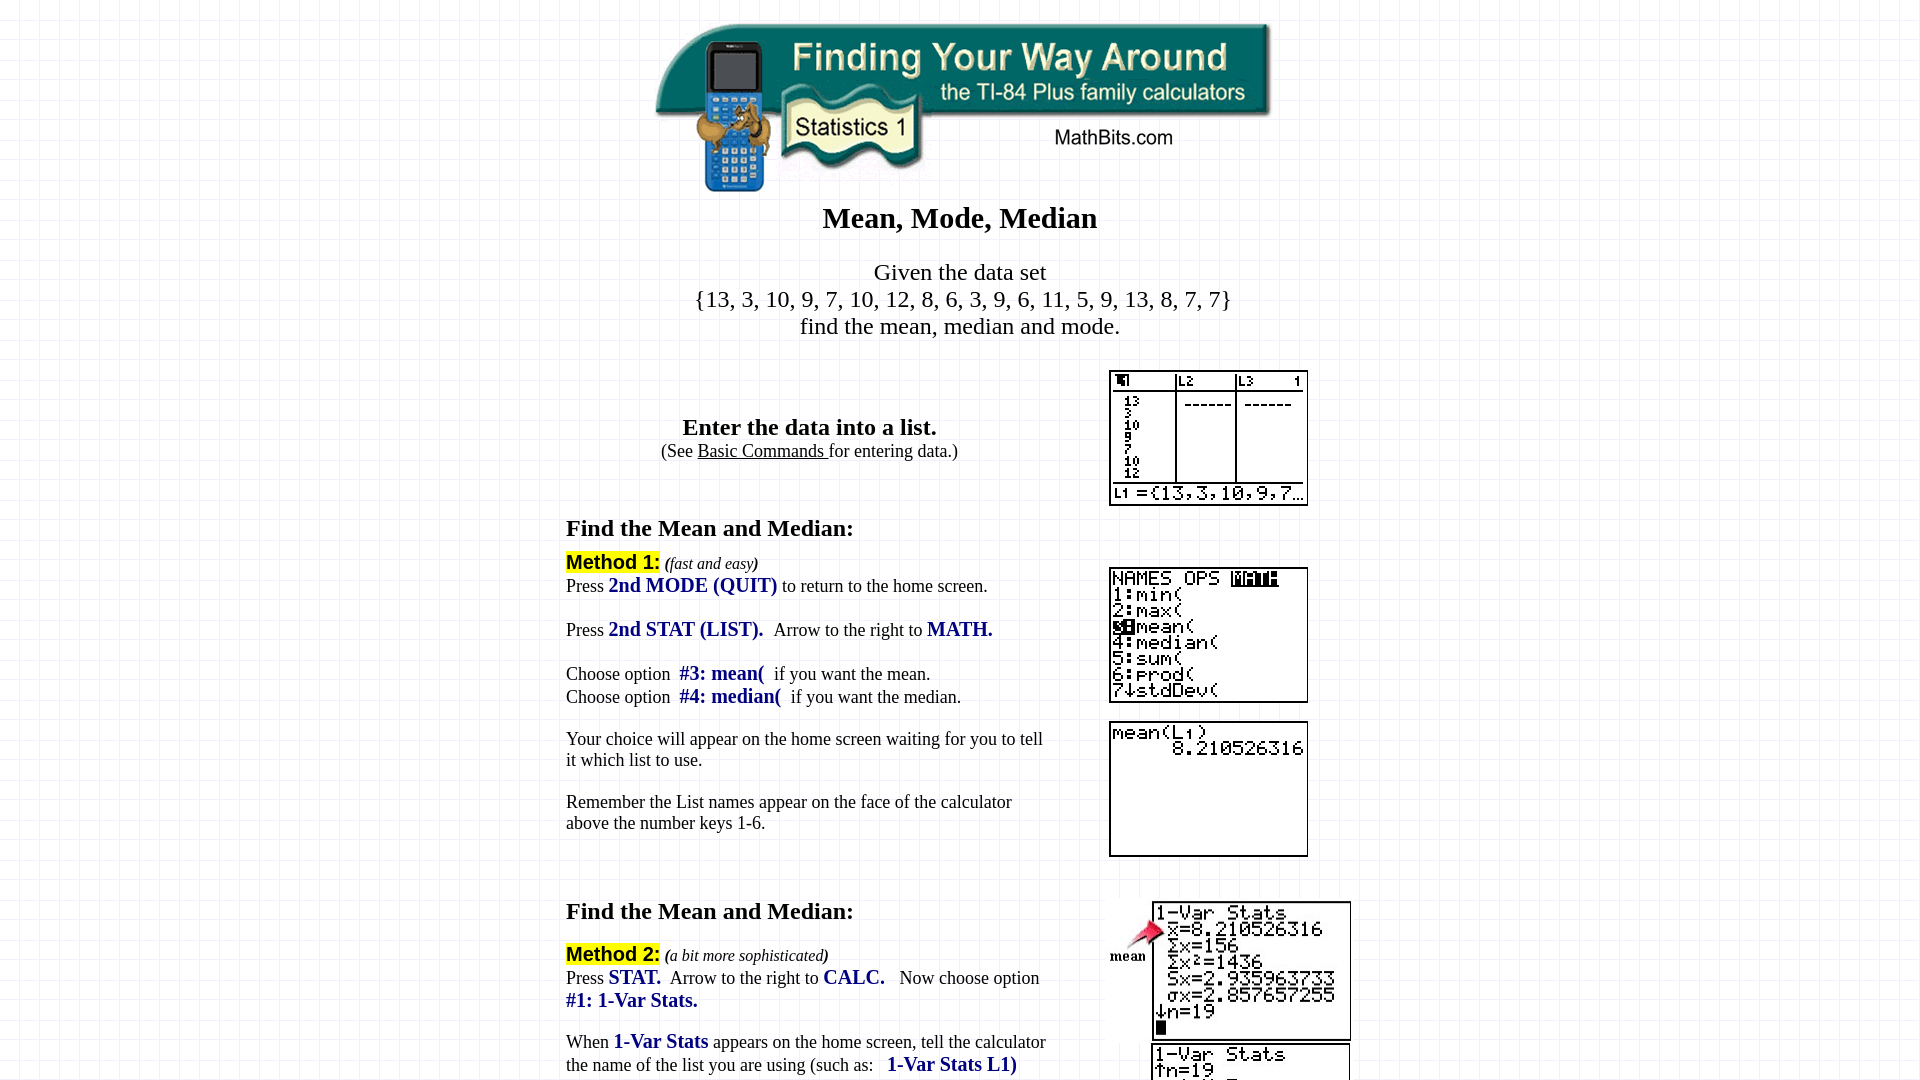 Finding Your Way Around
the TI-84 Plus family calculators
Statistics 1
MathBits.com
Mean, Mode, Median
Given the data set
{13, 3, 10, 9, 7, 10, 12, 8, 6, 3, 9, 6, 11, 5, 9, 13, 8, 7, 7}
find the mean, median and mode.
Enter the data into a list.
(See Basic Commands for entering data.)
L1 L2 L3 1
13 ------ ------
3
10
9
7
10
12
L1 ={13,3,10,9,7…
Find the Mean and Median:
Method 1: (fast and easy)
Press 2nd MODE (QUIT) to return to the home screen.
Press 2nd STAT (LIST). Arrow to the right to MATH.
Choose option #3: mean( if you want the mean.
Choose option #4: median( if you want the median.
Your choice will appear on the home screen waiting for you to tell
it which list to use.
Remember the List names appear on the face of the calculator
above the number keys 1-6.
NAMES OPS MATH
1:min(
2:max(
3:mean(
4:median(
5:sum(
6:prod(
7↓stdDev(
mean(L1)
8.210526316
Find the Mean and Median:
Method 2: (a bit more sophisticated)
Press STAT. Arrow to the right to CALC. Now choose option
#1: 1-Var Stats.
When 1-Var Stats appears on the home screen, tell the calculator
the name of the list you are using (such as: 1-Var Stats L1)
mean
1-Var Stats
x̄=8.210526316
Σx=156
Σx²=1436
Sx=2.935963733
σx=2.857657255
↓n=19
1-Var Stats
↑n=19